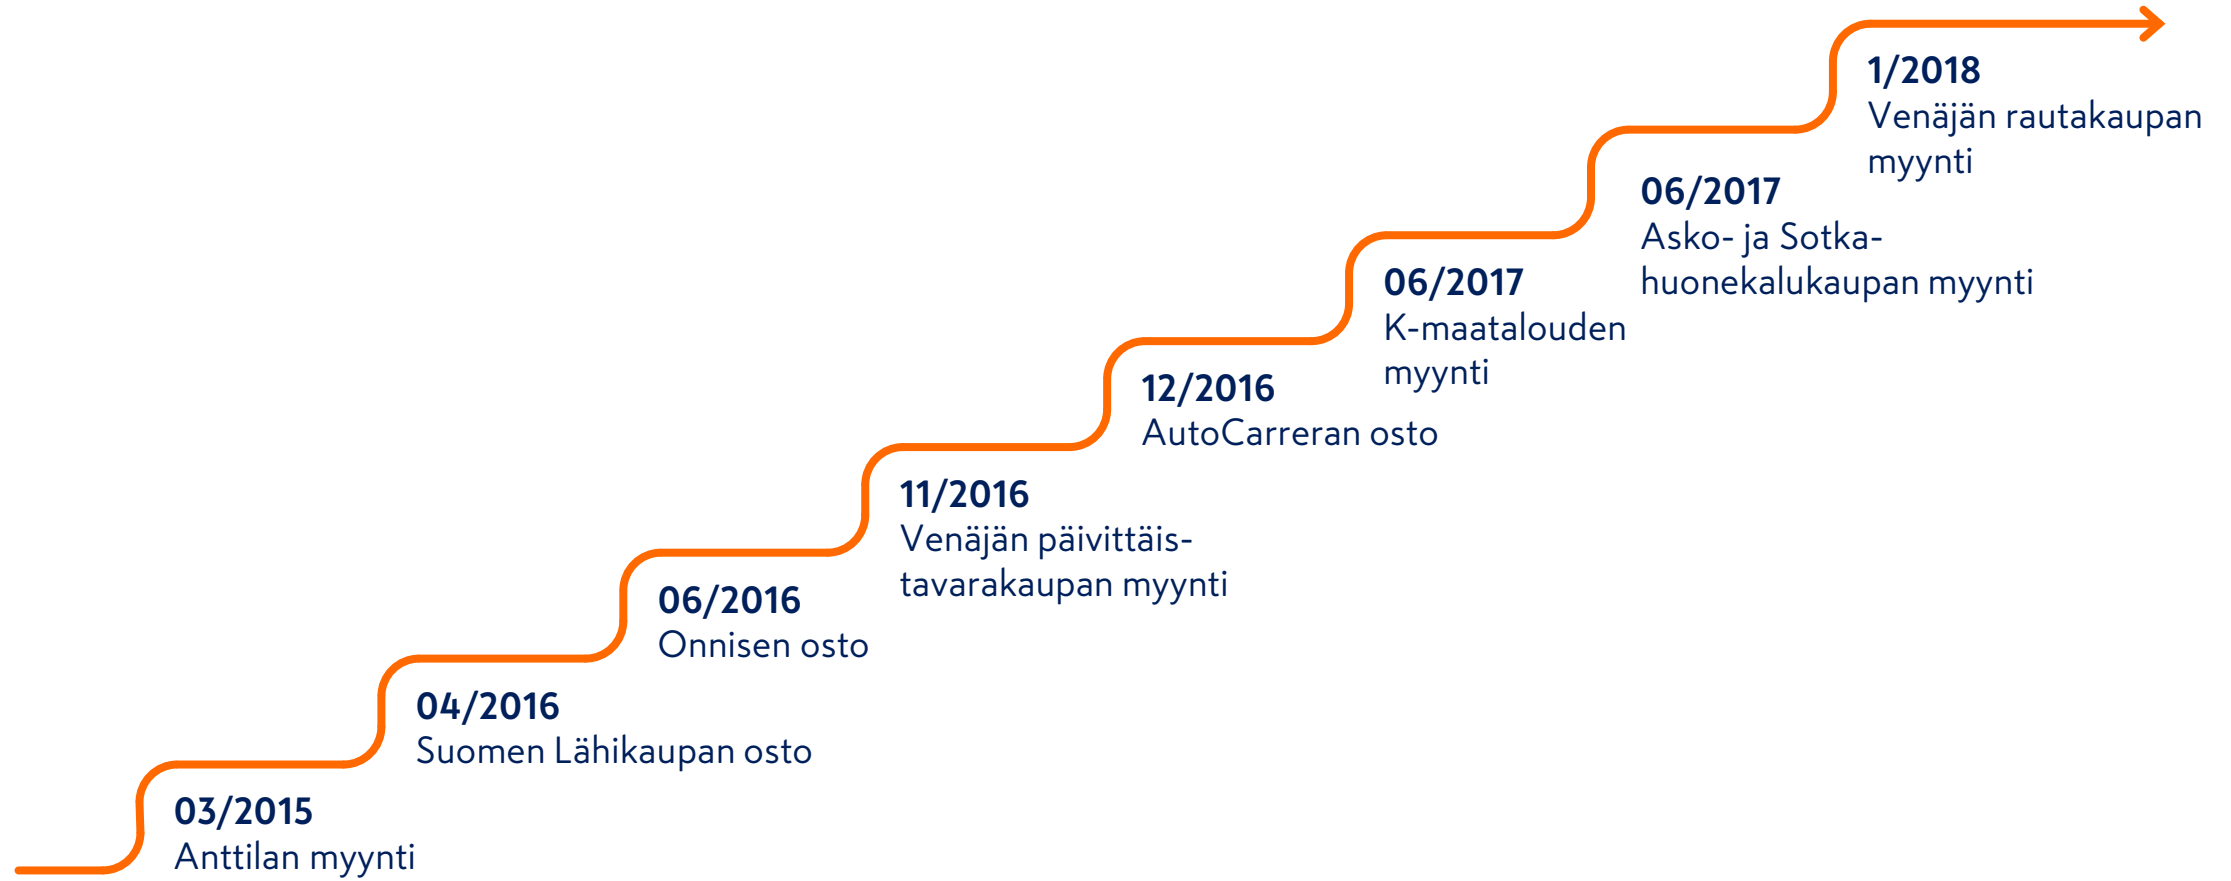 03/2015
Anttilan myynti
04/2016
Suomen Lähikaupan osto
06/2016
Onnisen osto
11/2016
Venäjän päivittäis-
tavarakaupan myynti
12/2016
AutoCarreran osto
06/2017
K-maatalouden
myynti
06/2017
Asko- ja Sotka-
huonekalukaupan myynti
1/2018
Venäjän rautakaupan
myynti